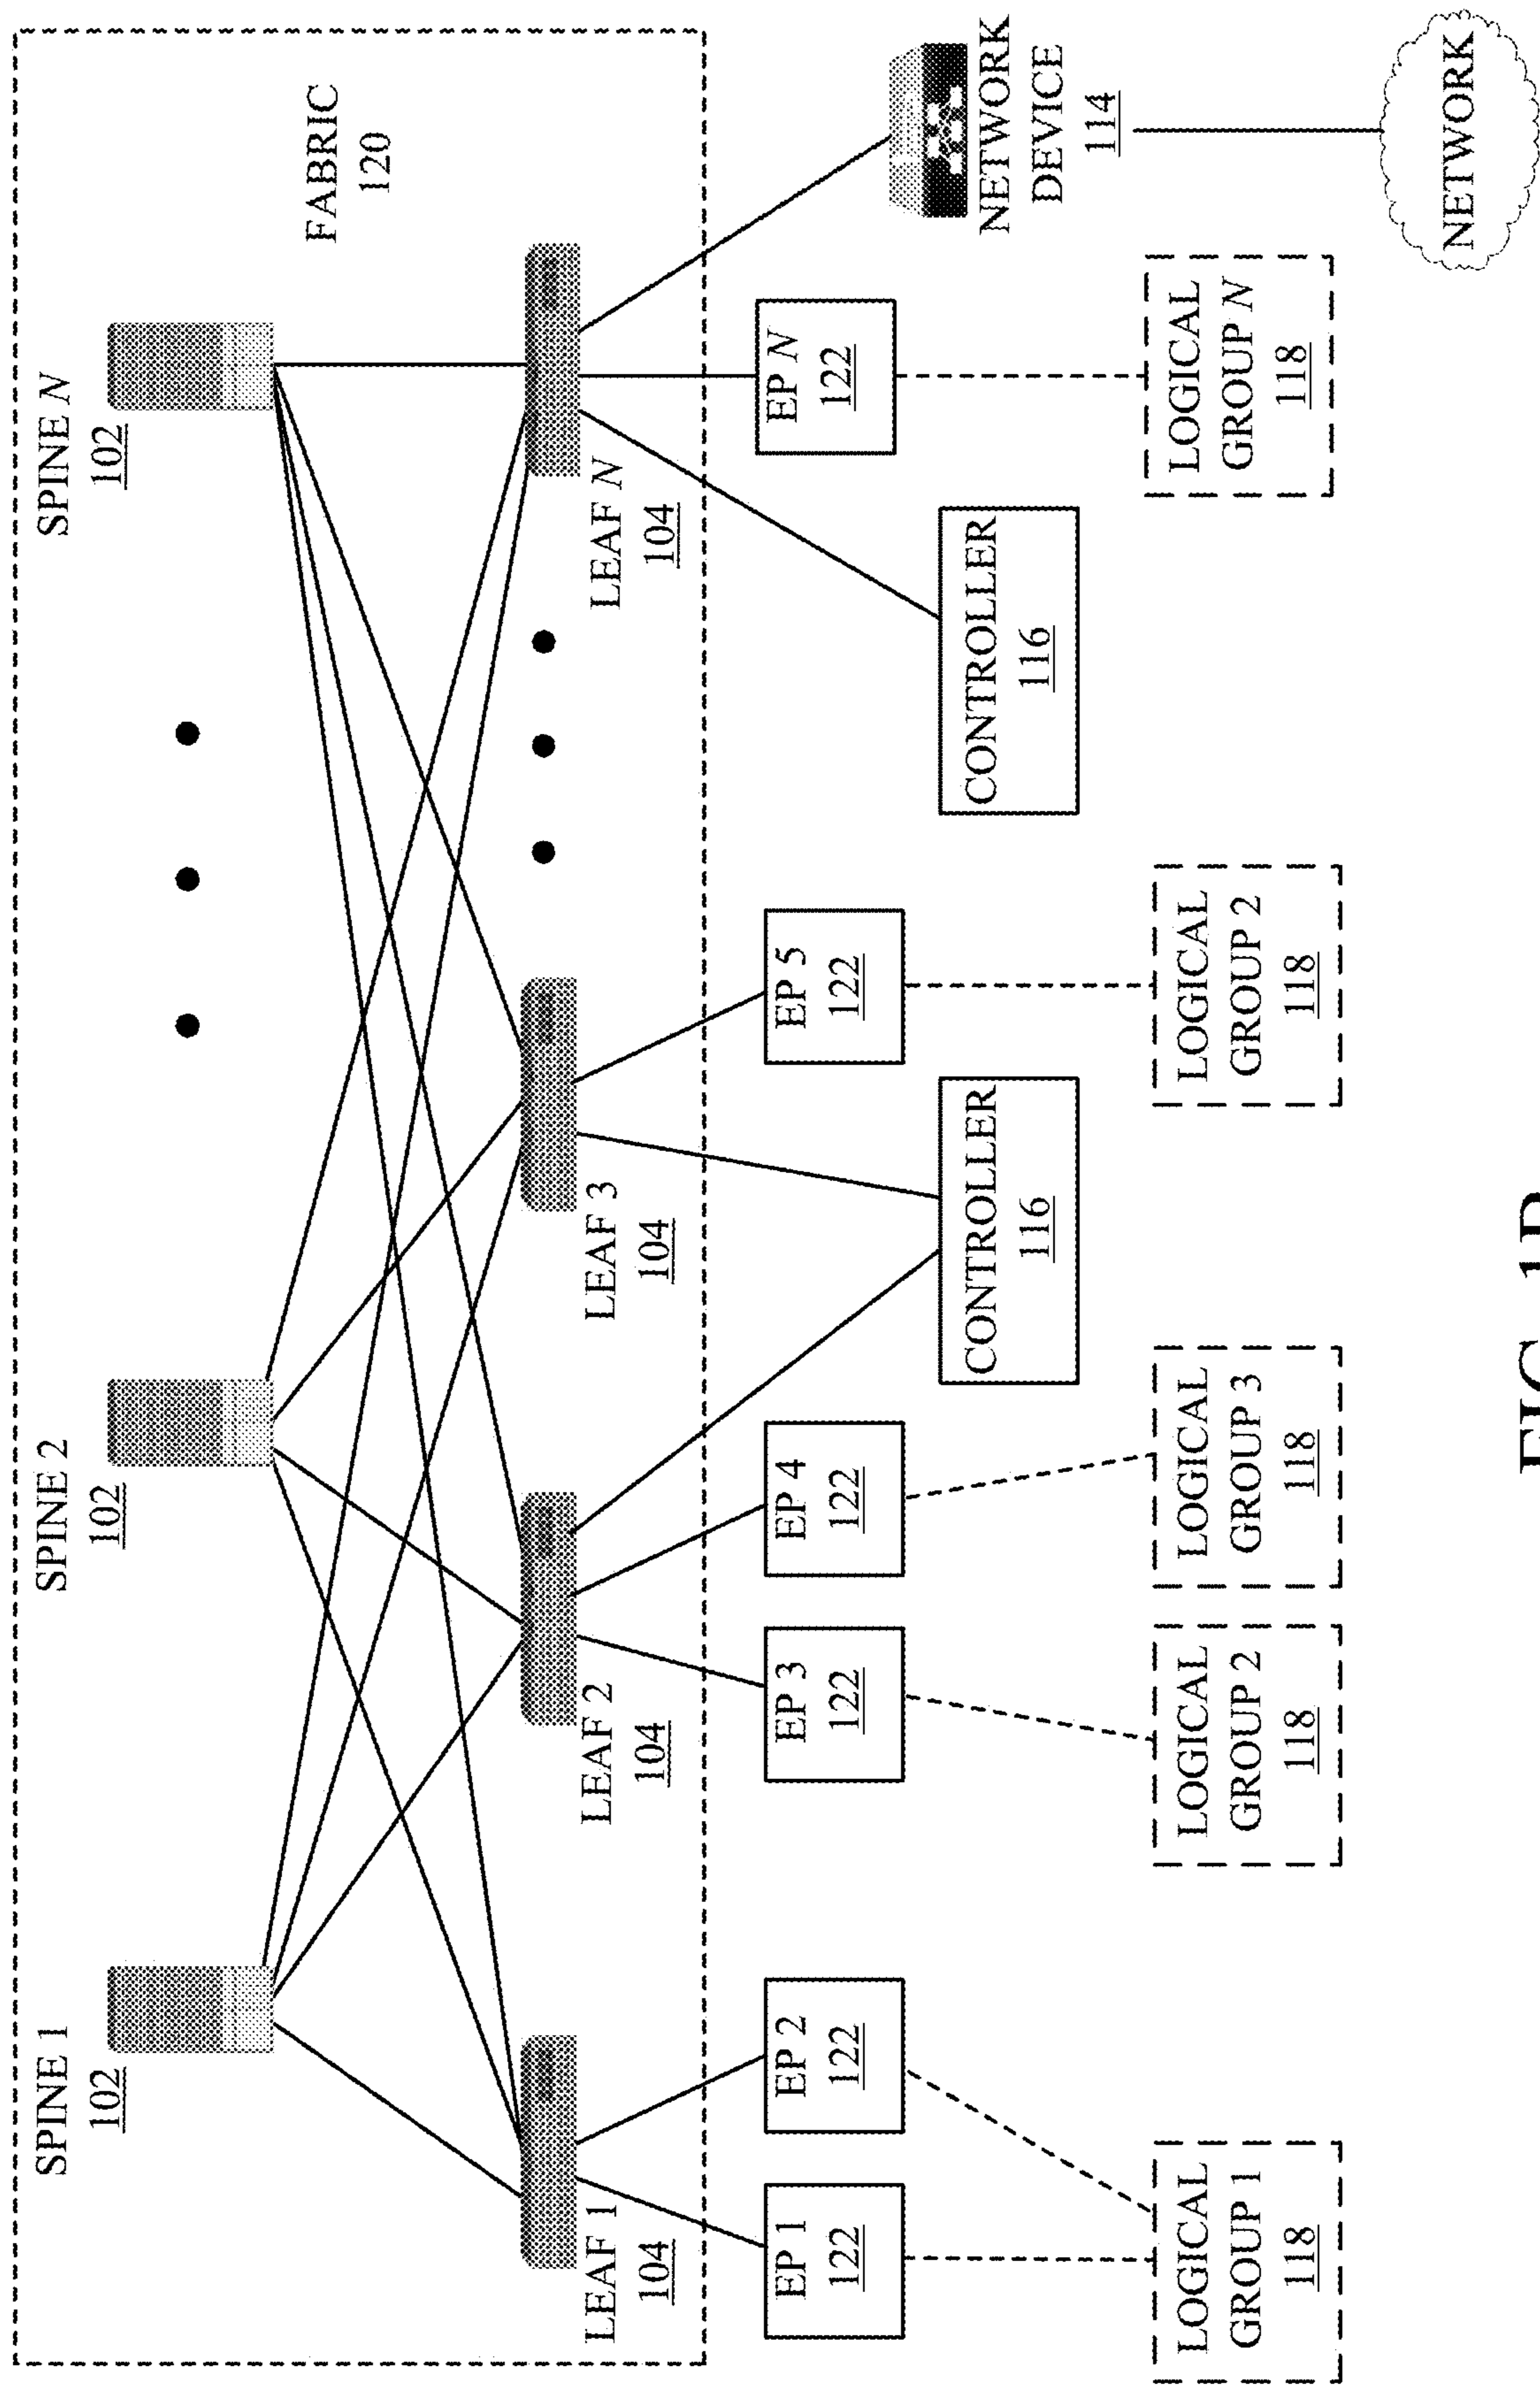 SPINE 1
102
SPINE 2
102
SPINE N
102
FABRIC
120
LEAF 1
104
LEAF 2
104
LEAF 3
104
LEAF N
104
EP 1
122
EP 2
122
EP 3
122
EP 4
122
EP 5
122
EP N
122
CONTROLLER
116
CONTROLLER
116
NETWORK
DEVICE
114
LOGICAL
GROUP 1
118
LOGICAL
GROUP 2
118
LOGICAL
GROUP 3
118
LOGICAL
GROUP 2
118
LOGICAL
GROUP N
118
NETWORK